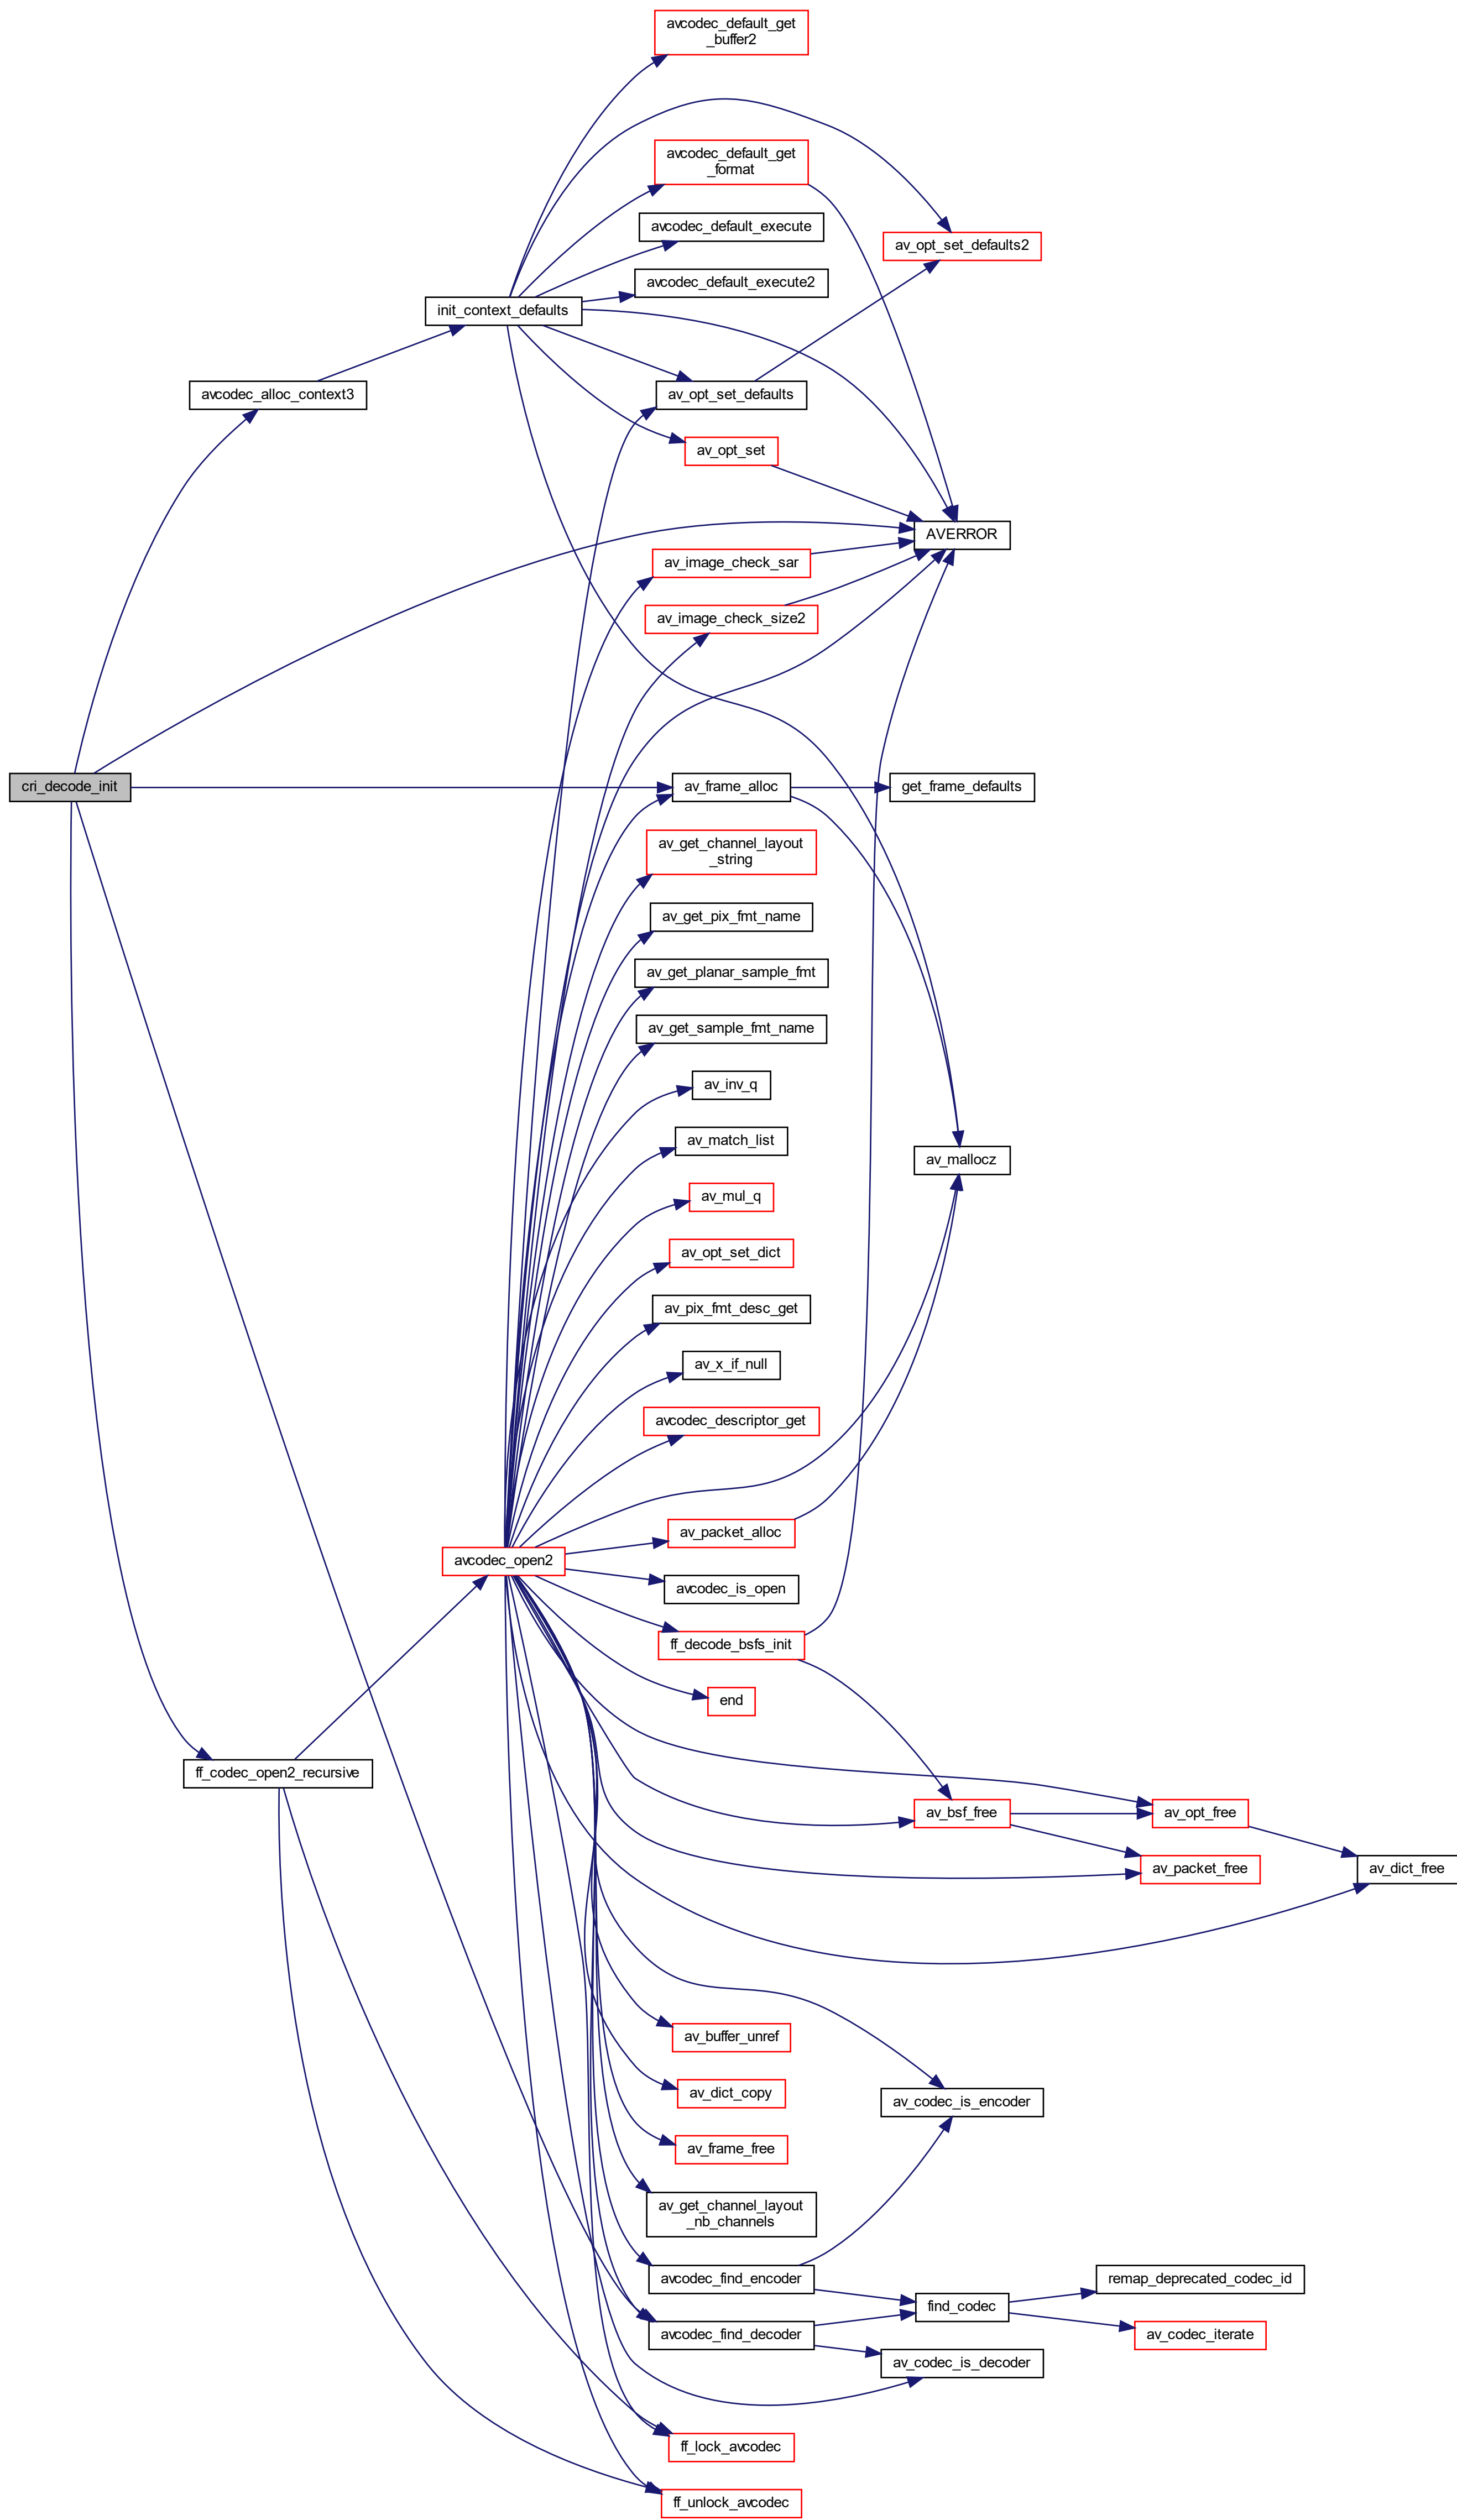 avcodec_default_get
_buffer2
avcodec_default_get
_format
avcodec_default_execute
av_opt_set_defaults2
avcodec_default_execute2
init_context_defaults
avcodec_alloc_context3
av_opt_set_defaults
av_opt_set
AVERROR
av_image_check_sar
av_image_check_size2
cri_decode_init
av_frame_alloc
get_frame_defaults
av_get_channel_layout
_string
av_get_pix_fmt_name
av_get_planar_sample_fmt
av_get_sample_fmt_name
av_inv_q
av_match_list
av_mallocz
av_mul_q
av_opt_set_dict
av_pix_fmt_desc_get
av_x_if_null
avcodec_descriptor_get
av_packet_alloc
avcodec_open2
avcodec_is_open
ff_decode_bsfs_init
end
ff_codec_open2_recursive
av_bsf_free
av_opt_free
av_packet_free
av_dict_free
av_buffer_unref
av_dict_copy
av_codec_is_encoder
av_frame_free
av_get_channel_layout
_nb_channels
avcodec_find_encoder
remap_deprecated_codec_id
find_codec
avcodec_find_decoder
av_codec_iterate
av_codec_is_decoder
ff_lock_avcodec
ff_unlock_avcodec